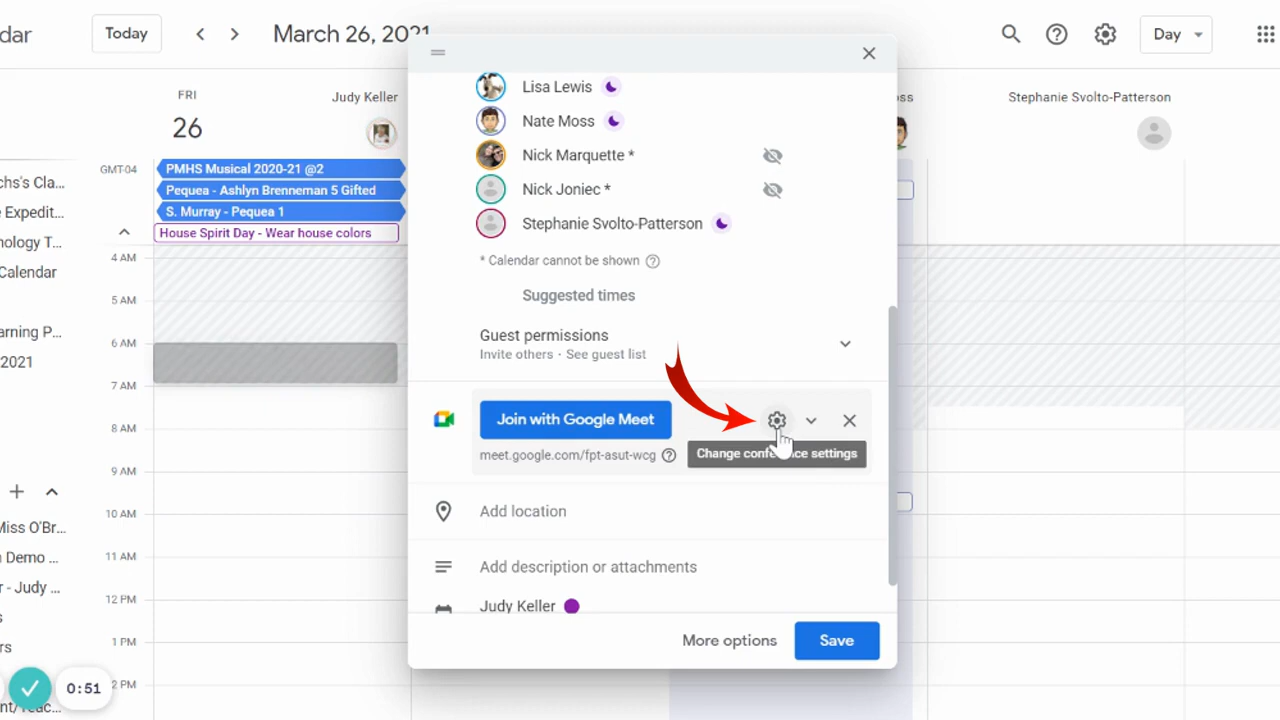 dar
Today
March 26, 2021
Day
FRI
26
Judy Keller
oss
Stephanie Svolto-Patterson
GMT-04
PMHS Musical 2020-21 @2
Pequea - Ashlyn Brenneman 5 Gifted
S. Murray - Pequea 1
House Spirit Day - Wear house colors
4 AM
5 AM
6 AM
7 AM
8 AM
9 AM
10 AM
11 AM
12 PM
1 PM
2 PM
chs's Cla...
e Expedit...
nology T...
Calendar
arning P...
2021
Miss O'Br...
n Demo ...
r - Judy ...
s
rs
nt/Teac...
0:51
Lisa Lewis
Nate Moss
Nick Marquette *
Nick Joniec *
Stephanie Svolto-Patterson
* Calendar cannot be shown
Suggested times
Guest permissions
Invite others · See guest list
Join with Google Meet
meet.google.com/fpt-asut-wcg
Change conference settings
Add location
Add description or attachments
Judy Keller
More options
Save